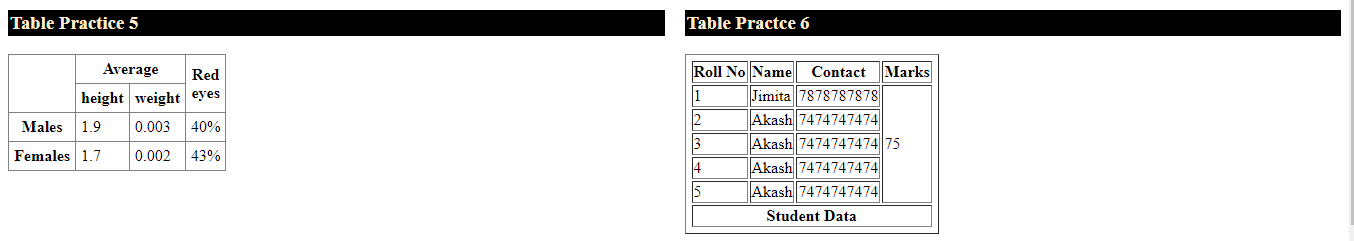 Table Practice 5
Average Red eyes
height weight
Males 1.9 0.003 40%
Females 1.7 0.002 43%
Table Practce 6
Roll No Name Contact Marks
1 Jimita 7878787878
2 Akash 7474747474
3 Akash 7474747474 75
4 Akash 7474747474
5 Akash 7474747474
Student Data